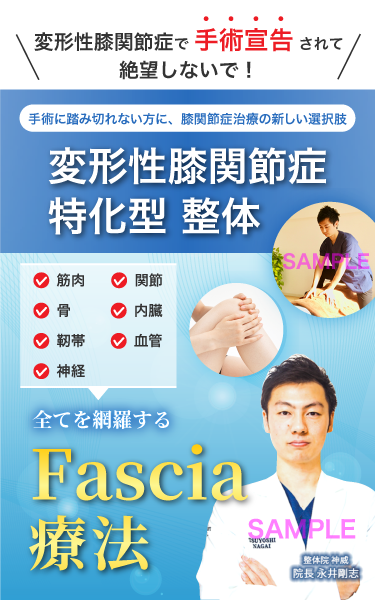 変形性膝関節症で 手術宣告 されて
絶望しないで！
手術に踏み切れない方に、膝関節症治療の新しい選択肢
変形性膝関節症
特化型 整体
SAMPLE
筋肉 関節
骨 内臓
靭帯 血管
神経
全てを網羅する
Fascia
療法
SAMPLE
TSUYOSHI
NAGAI
整体院 神威
院長 永井剛志